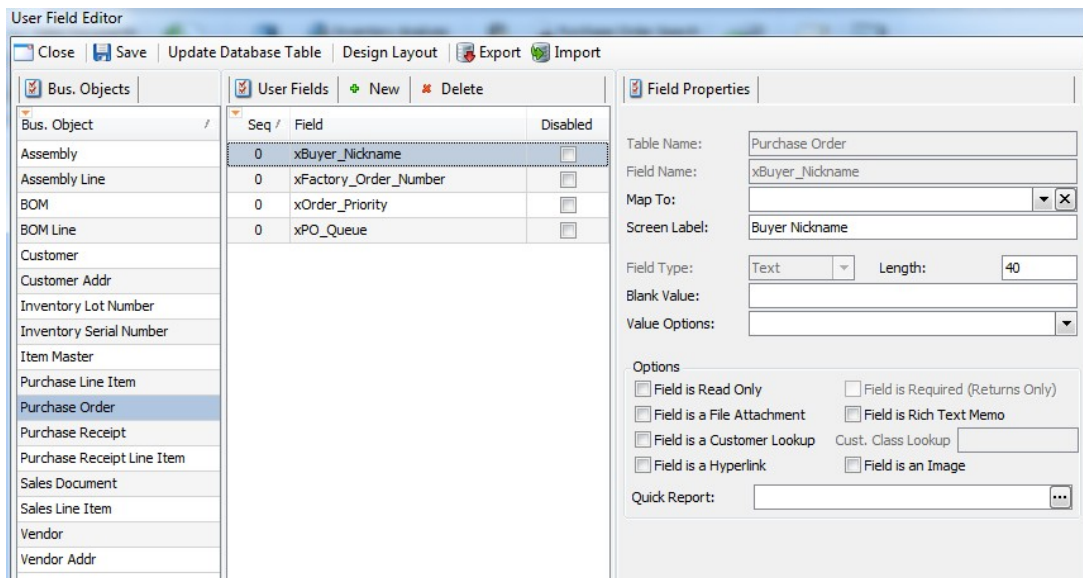 User Field Editor
Close Save Update Database Table Design Layout Export Import
Bus. Objects
Bus. Object /
Assembly
Assembly Line
BOM
BOM Line
Customer
Customer Addr
Inventory Lot Number
Inventory Serial Number
Item Master
Purchase Line Item
Purchase Order
Purchase Receipt
Purchase Receipt Line Item
Sales Document
Sales Line Item
Vendor
Vendor Addr
User Fields New Delete
Seq / Field Disabled
0 xBuyer_Nickname
0 xFactory_Order_Number
0 xOrder_Priority
0 xPO_Queue
Field Properties
Table Name: Purchase Order
Field Name: xBuyer_Nickname
Map To:
Screen Label: Buyer Nickname
Field Type: Text Length: 40
Blank Value:
Value Options:
Options
Field is Read Only Field is Required (Returns Only)
Field is a File Attachment Field is Rich Text Memo
Field is a Customer Lookup Cust. Class Lookup
Field is a Hyperlink Field is an Image
Quick Report: ...